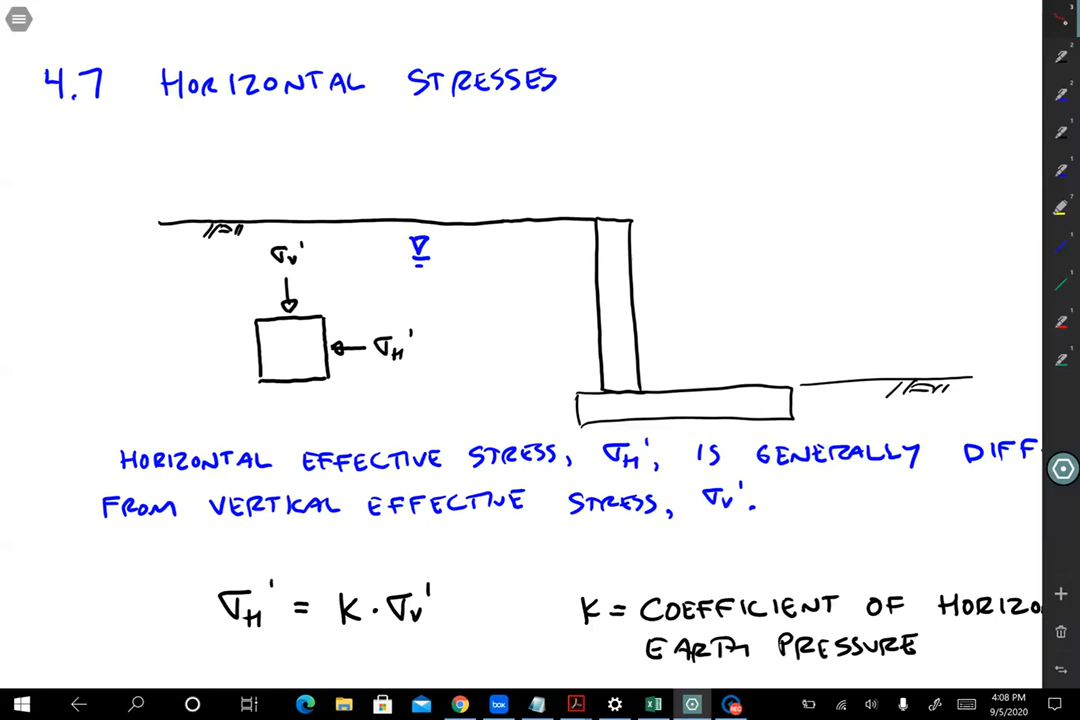 4.7 HORIZONTAL STRESSES
σv'
σH'
HORIZONTAL EFFECTIVE STRESS, σH', IS GENERALLY DIFF
FROM VERTICAL EFFECTIVE STRESS, σv'.
σH' = K · σv'
K = COEFFICIENT OF HORIZO
EARTH PRESSURE
4:08 PM
9/5/2020